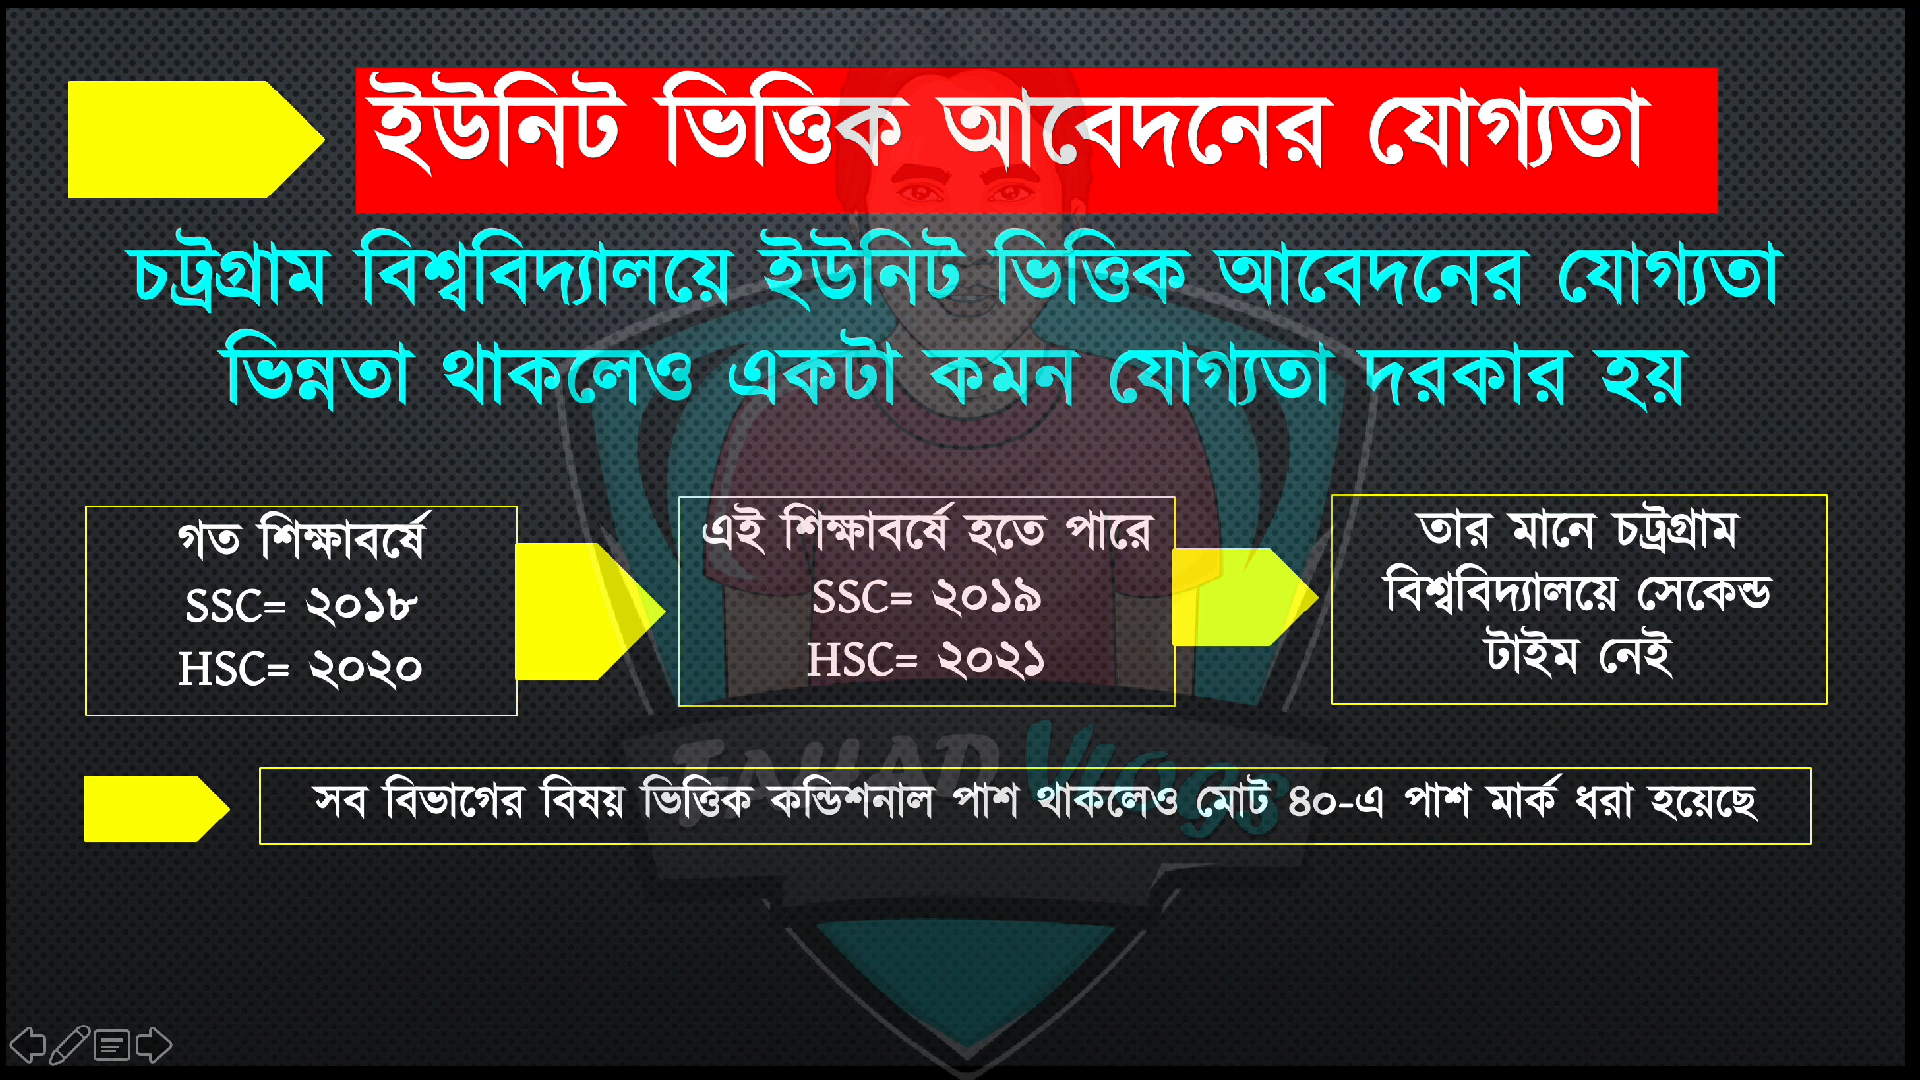 ইউনিট ভিত্তিক আবেদনের যোগ্যতা
চট্রগ্রাম বিশ্ববিদ্যালয়ে ইউনিট ভিত্তিক আবেদনের যোগ্যতা
ভিন্নতা থাকলেও একটা কমন যোগ্যতা দরকার হয়
গত শিক্ষাবর্ষে
SSC= ২০১৮
HSC= ২০২০
এই শিক্ষাবর্ষে হতে পারে
SSC= ২০১৯
HSC= ২০২১
তার মানে চট্রগ্রাম
বিশ্ববিদ্যালয়ে সেকেন্ড
টাইম নেই
সব বিভাগের বিষয় ভিত্তিক কন্ডিশনাল পাশ থাকলেও মোট ৪০-এ পাশ মার্ক ধরা হয়েছে